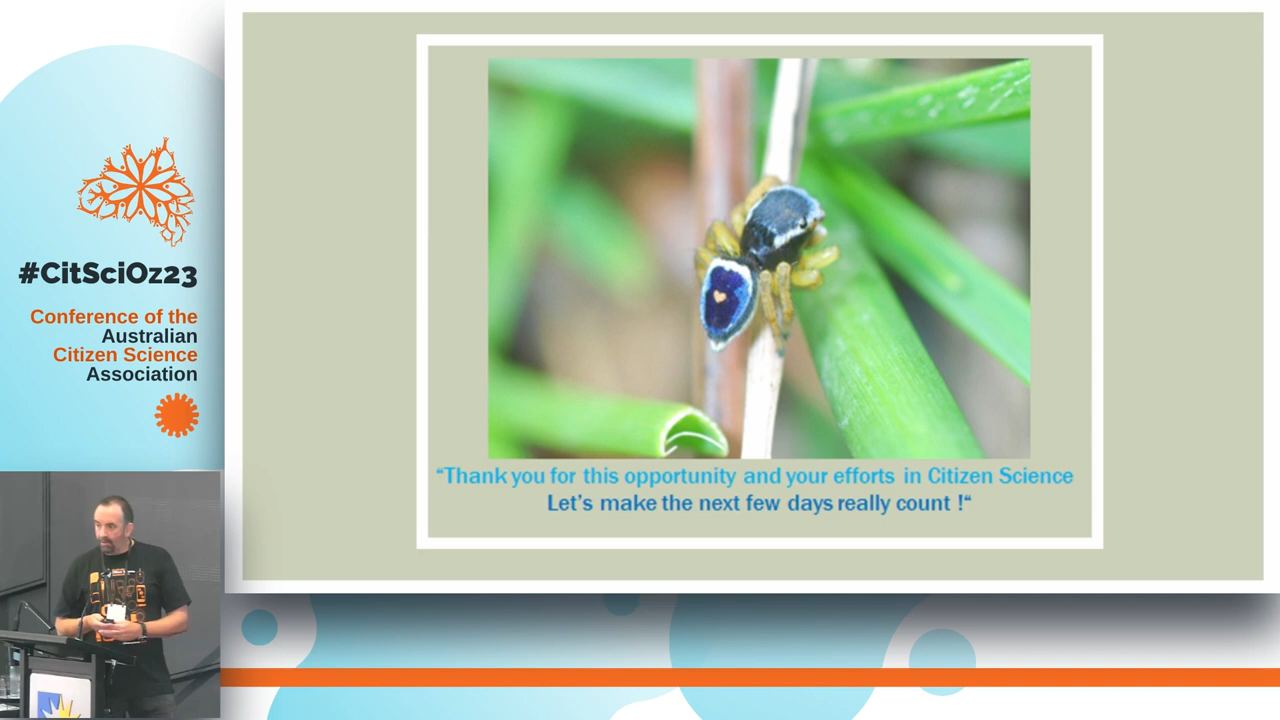 #CitSciOz23
Conference of the
Australian
Citizen Science
Association
“Thank you for this opportunity and your efforts in Citizen Science
Let’s make the next few days really count !“